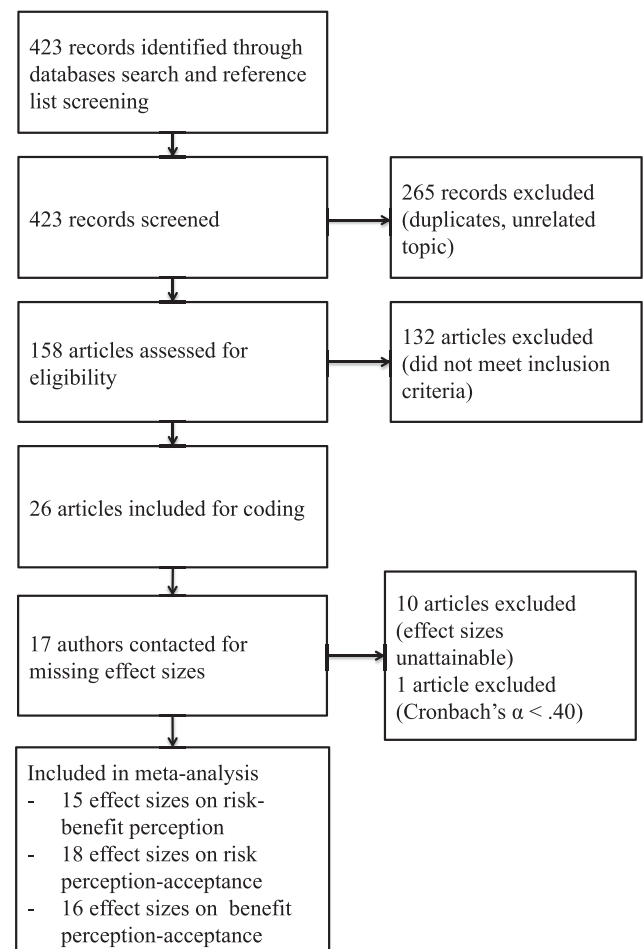 423 records identified through
databases search and reference
list screening
423 records screened
265 records excluded
(duplicates, unrelated
topic)
158 articles assessed for
eligibility
132 articles excluded
(did not meet inclusion
criteria)
26 articles included for coding
17 authors contacted for
missing effect sizes
10 articles excluded
(effect sizes
unattainable)
1 article excluded
(Cronbach’s α < .40)
Included in meta-analysis
- 15 effect sizes on risk-
benefit perception
- 18 effect sizes on risk
perception-acceptance
- 16 effect sizes on benefit
perception-acceptance